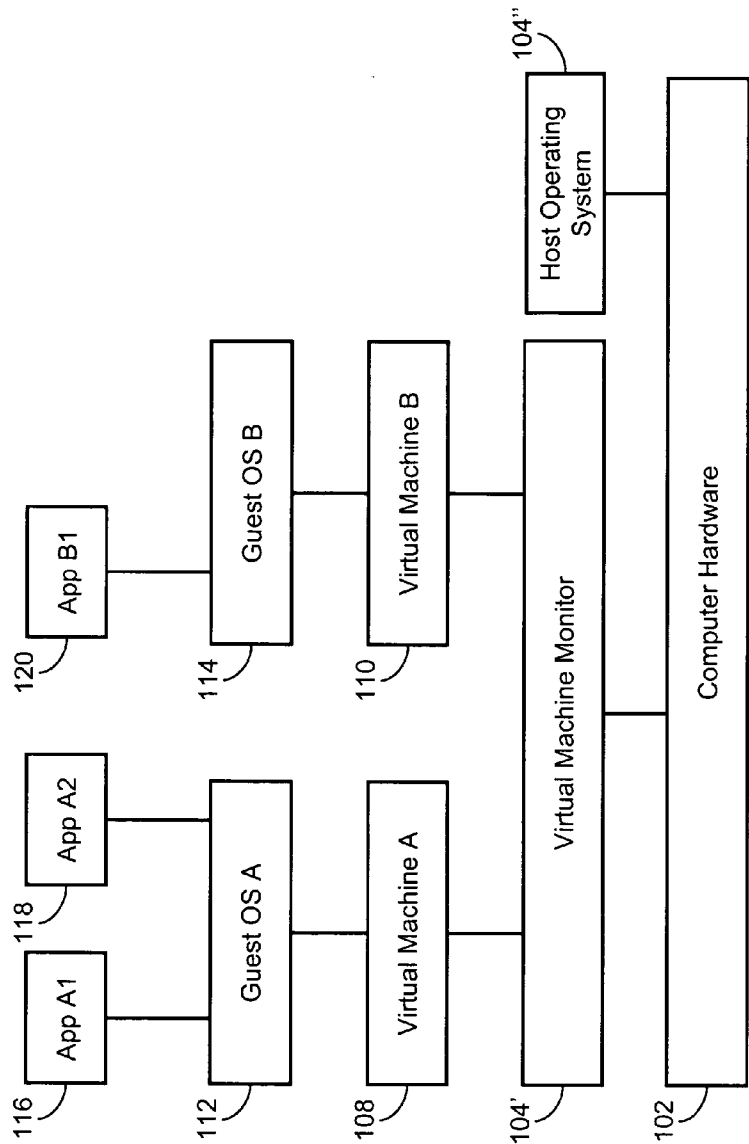 116
App A1
118
App A2
120
App B1
112
Guest OS A
114
Guest OS B
108
Virtual Machine A
110
Virtual Machine B
104'
Virtual Machine Monitor
Host Operating
System
104"
102
Computer Hardware